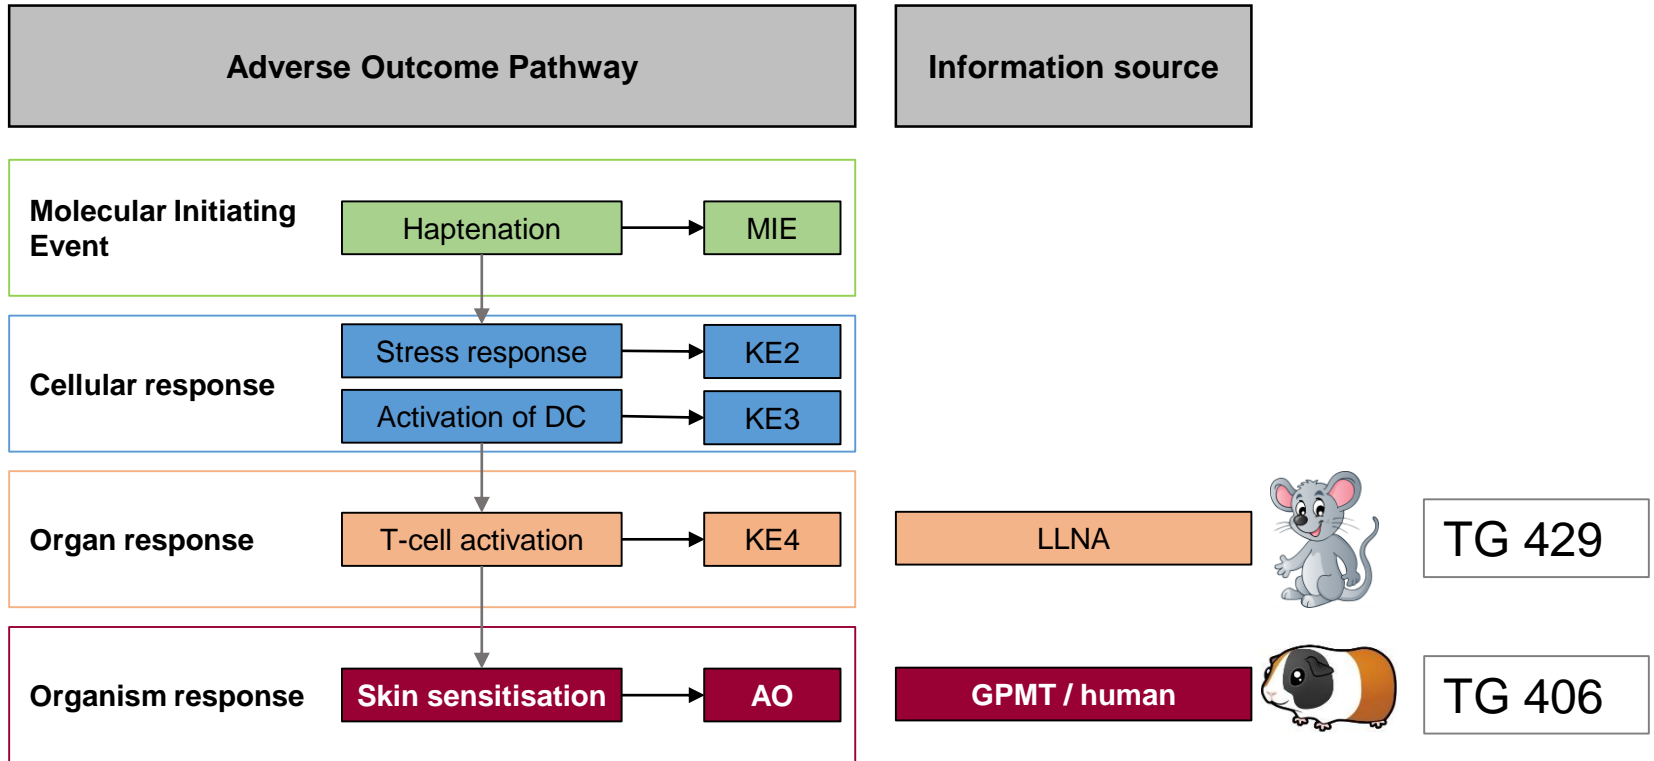 Adverse Outcome Pathway
Information source
Molecular Initiating
Event
Haptenation
MIE
Cellular response
Stress response
KE2
Activation of DC
KE3
Organ response
T-cell activation
KE4
LLNA
TG 429
Organism response
Skin sensitisation
AO
GPMT / human
TG 406